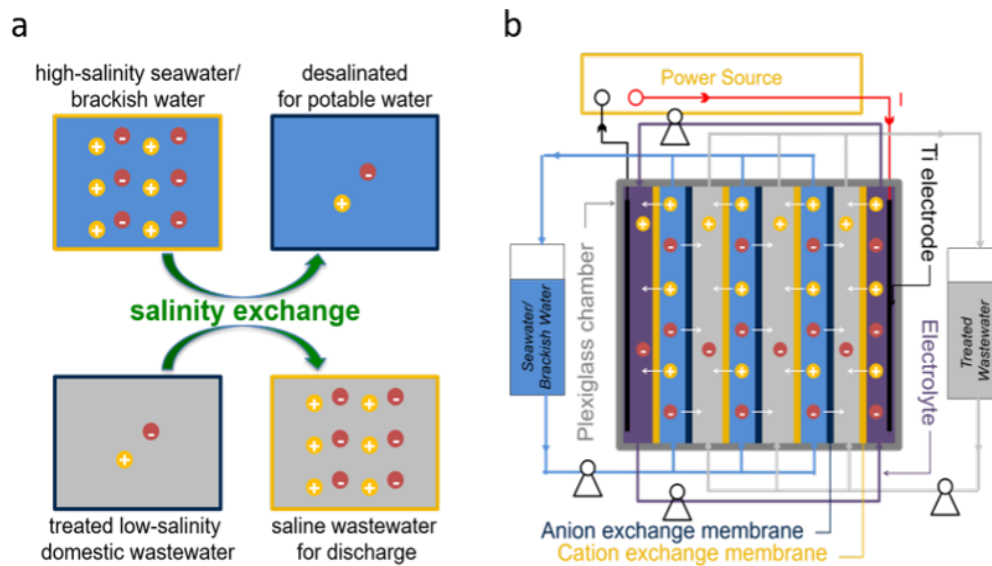 a
high-salinity seawater/
brackish water
desalinated
for potable water
salinity exchange
treated low-salinity
domestic wastewater
saline wastewater
for discharge
b
Power Source
I
Ti electrode
Plexiglass chamber
Seawater/
Brackish Water
Electrolyte
Treated
Wastewater
Anion exchange membrane
Cation exchange membrane